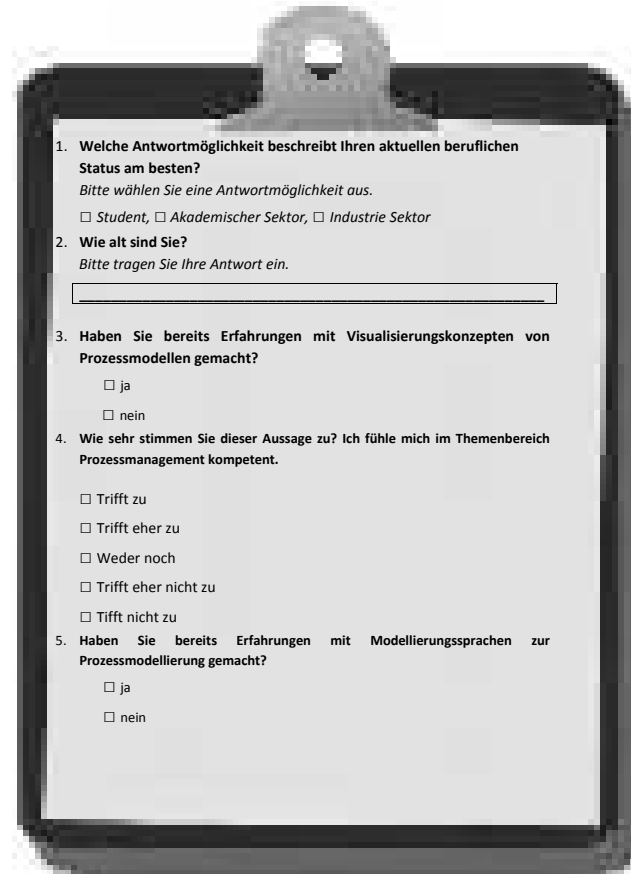 1. Welche Antwortmöglichkeit beschreibt Ihren aktuellen beruflichen
Status am besten?
Bitte wählen Sie eine Antwortmöglichkeit aus.
☐ Student, ☐ Akademischer Sektor, ☐ Industrie Sektor
2. Wie alt sind Sie?
Bitte tragen Sie Ihre Antwort ein.
3. Haben Sie bereits Erfahrungen mit Visualisierungskonzepten von
Prozessmodellen gemacht?
☐ ja
☐ nein
4. Wie sehr stimmen Sie dieser Aussage zu? Ich fühle mich im Themenbereich
Prozessmanagement kompetent.
☐ Trifft zu
☐ Trifft eher zu
☐ Weder noch
☐ Trifft eher nicht zu
☐ Tifft nicht zu
5. Haben Sie bereits Erfahrungen mit Modellierungssprachen zur
Prozessmodellierung gemacht?
☐ ja
☐ nein